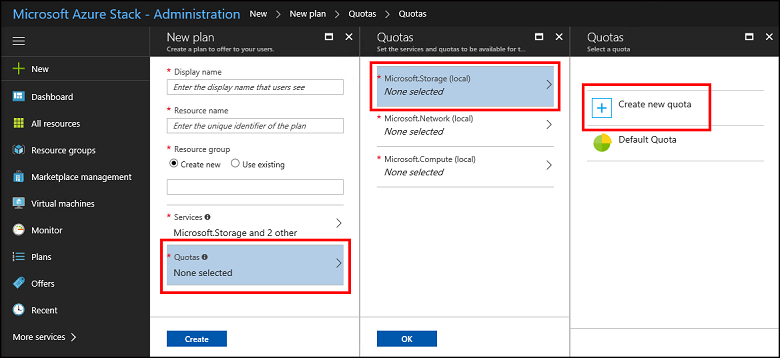 Microsoft Azure Stack - Administration New > New plan > Quotas > Quotas
New
Dashboard
All resources
Resource groups
Marketplace management
Virtual machines
Monitor
Plans
Offers
Recent
More services >
New plan
Create a plan to offer to your users.
* Display name
Enter the display name that users see
* Resource name
Enter the unique identifier of the plan
* Resource group
Create new Use existing
* Services
Microsoft.Storage and 2 other
* Quotas
None selected
Create
Quotas
Set the services and quotas to be available for t...
* Microsoft.Storage (local)
None selected
* Microsoft.Network (local)
None selected
* Microsoft.Compute (local)
None selected
OK
Quotas
Select a quota
Create new quota
Default Quota